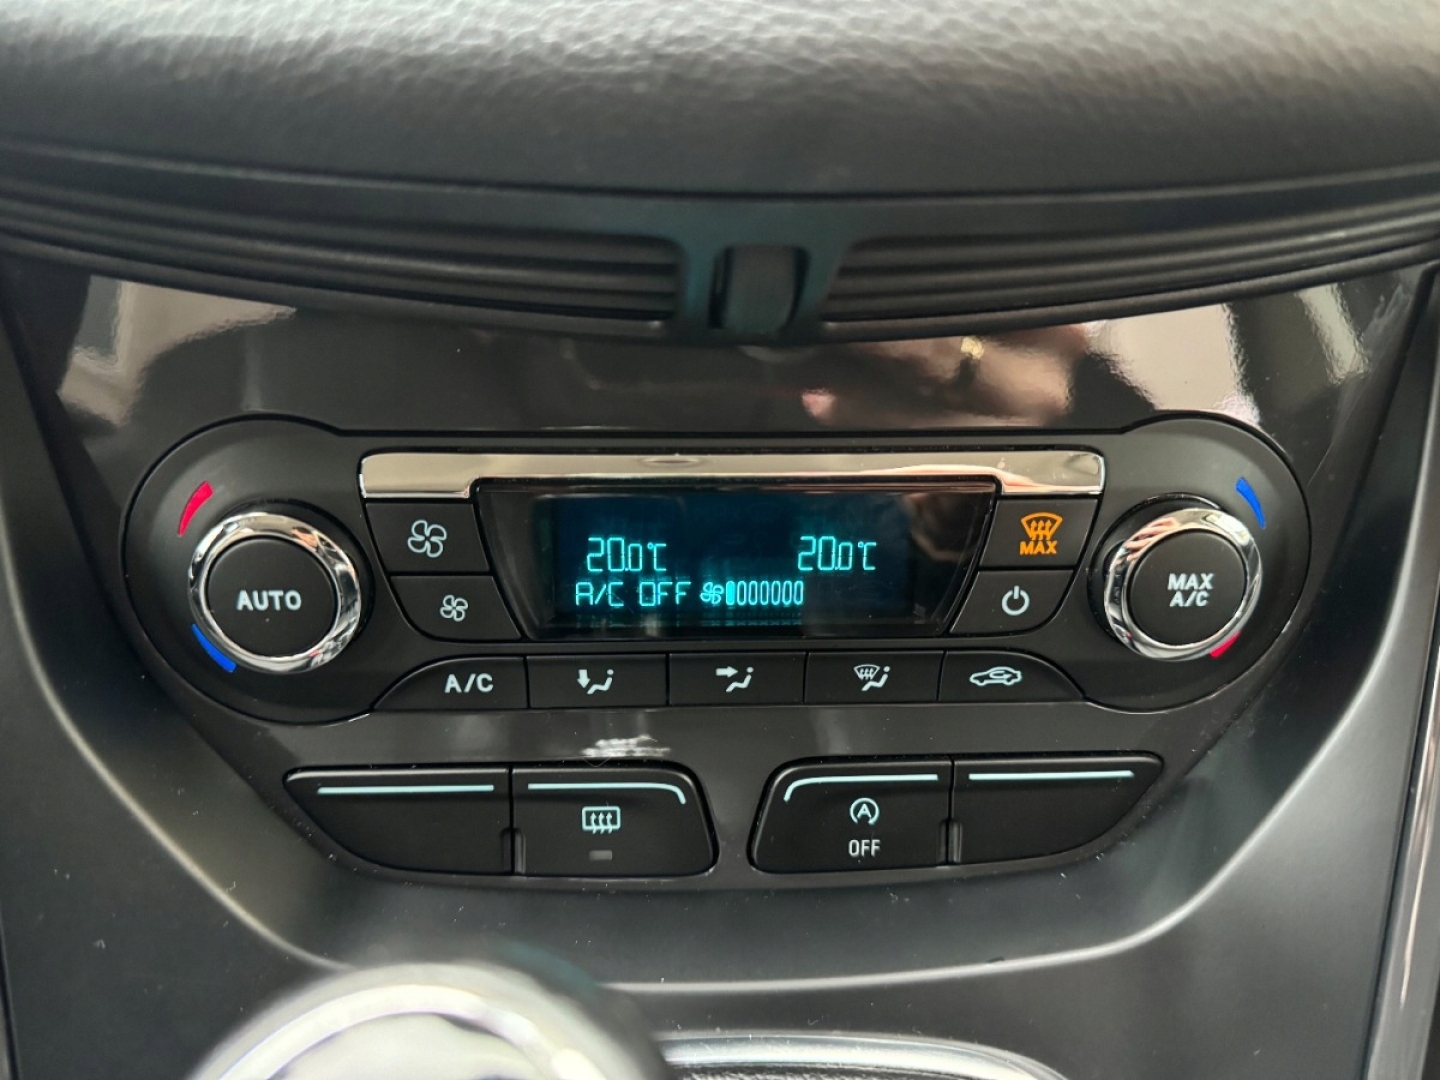 20.0°C 20.0°C
A/C OFF
AUTO
MAX
MAX
A/C
A/C
A
OFF